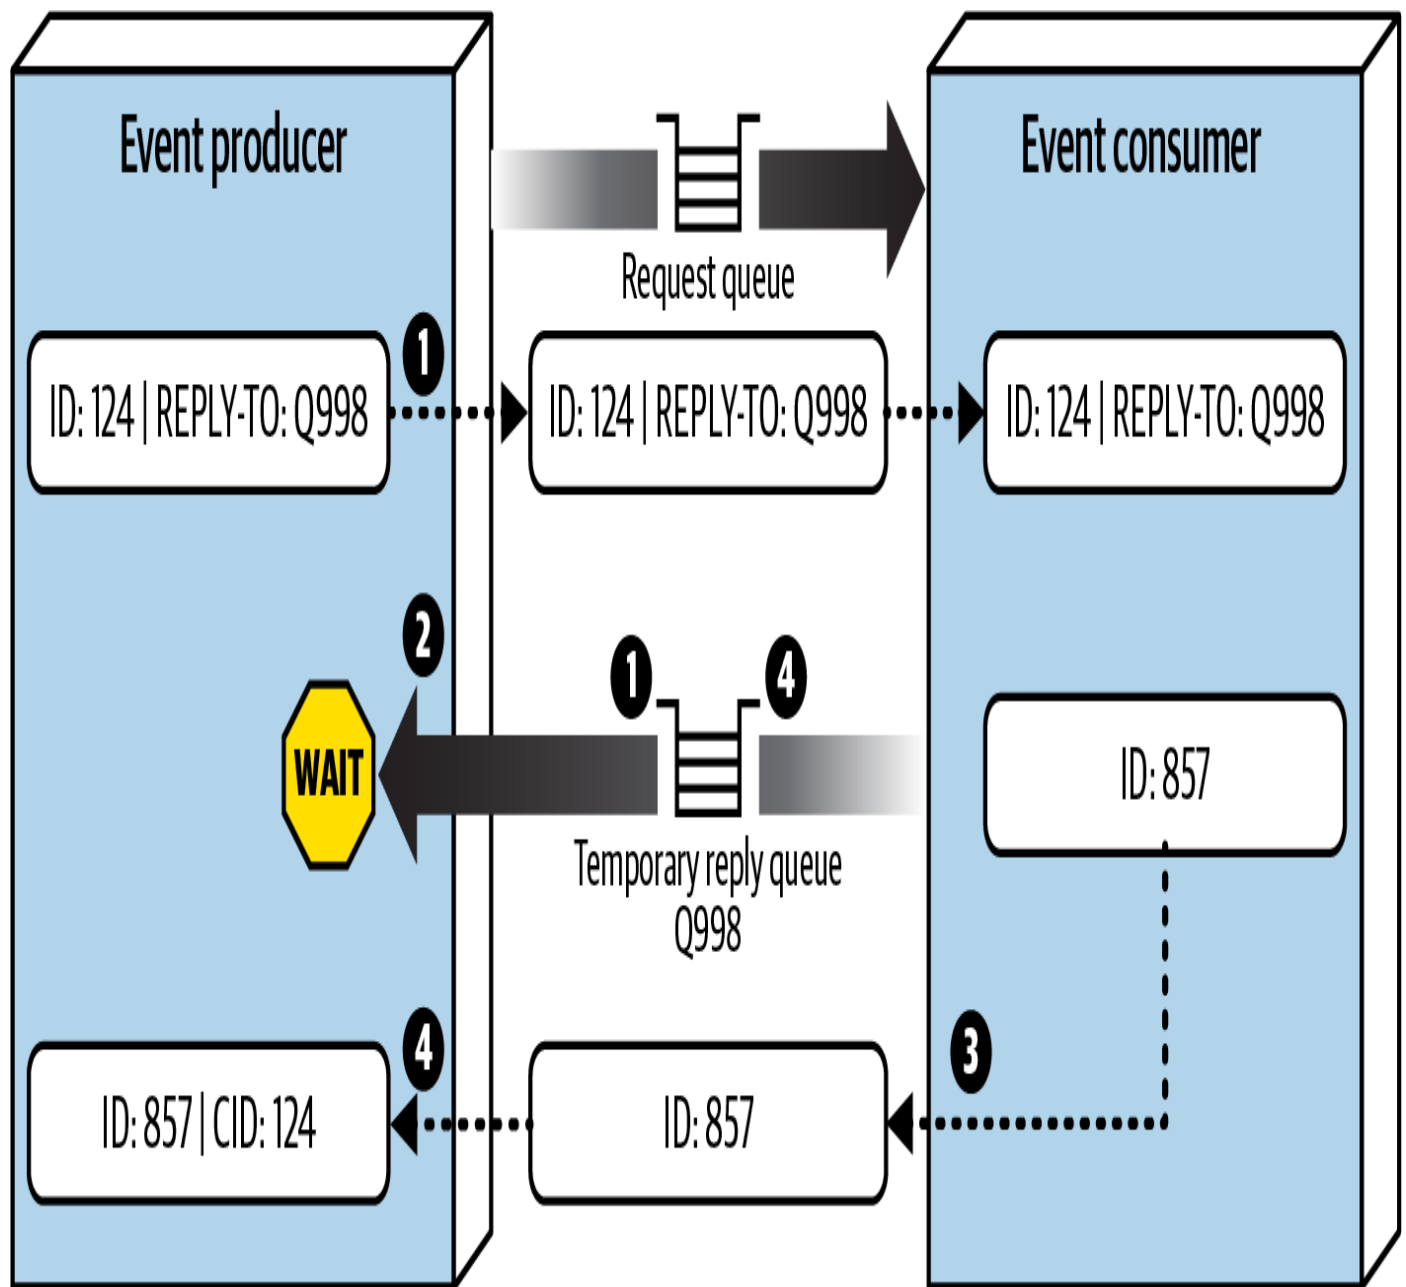 Event producer
Event consumer
Request queue
1
ID: 124 | REPLY-TO: Q998
ID: 124 | REPLY-TO: Q998
ID: 124 | REPLY-TO: Q998
2
1
4
WAIT
ID: 857
Temporary reply queue
Q998
4
3
ID: 857 | CID: 124
ID: 857